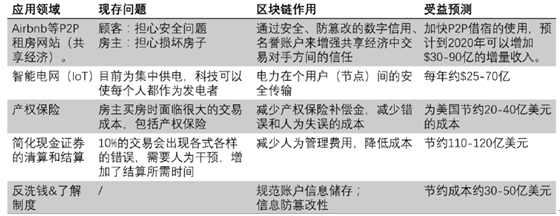 应用领域 现存问题 区块链作用 受益预测
Airbnb等P2P 顾客：担心安全问题 通过安全、防篡改的数字信用、 加快P2P借宿的使用，预
租房网站（共 房主：担心损坏房子 名誉账户来增强共享经济中交 计到2020年可以增加
享经济）。 易对手方间的信任 $30-90亿的增量收入。
智能电网（IoT） 目前为集中供电，科技可以 电力在个用户（节点）间的安 每年约$25-70亿
使每个人都作为发电者 全传输
产权保险 房主买房时面临很大的交易 减少产权保险补偿金，减少错 为美国节约20-40亿美元
成本，包括产权保险 误和人为失误的成本 的成本
简化现金证券 10%的交易会出现各式各样 减少人为管理费用，降低成本 节约110-120亿美元
的清算和结算 的错误，需要人为干预，增
加了结算所需时间
反洗钱&了解 / 规范账户信息储存； 节约成本约30-50亿美元
制度 信息防篡改性